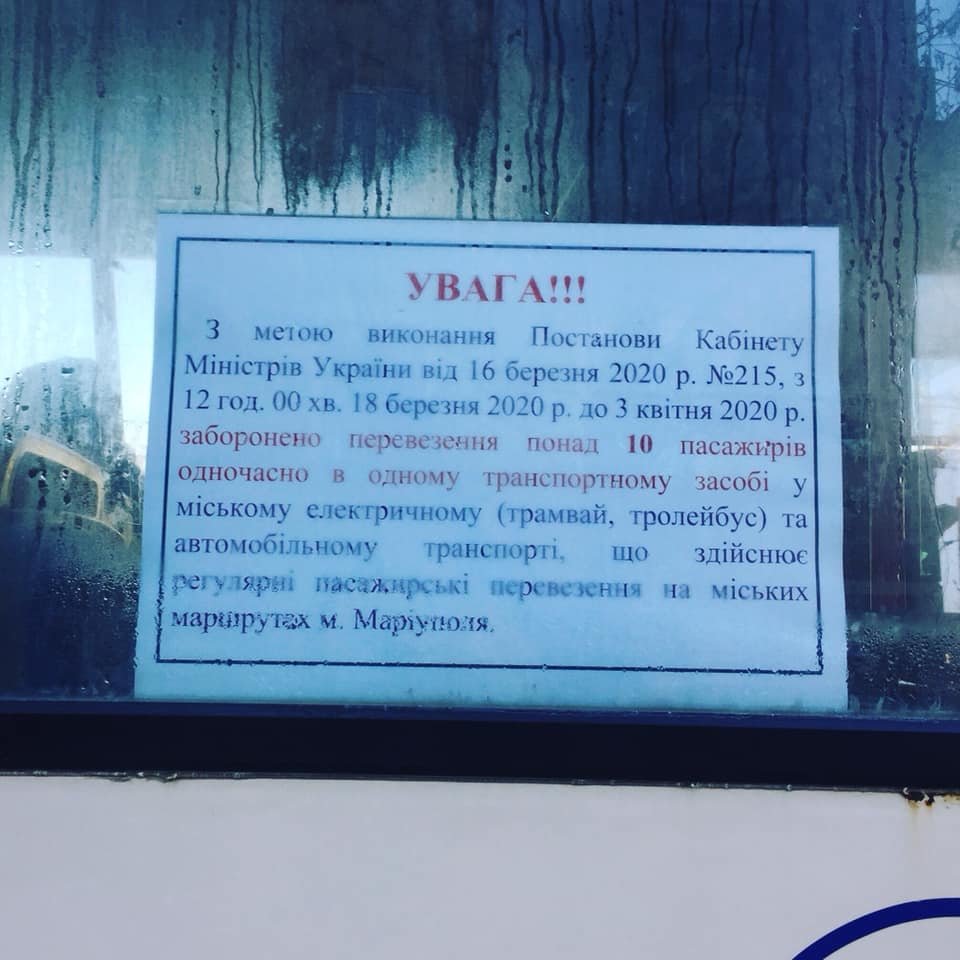 УВАГА!!!
З метою виконання Постанови Кабінету
Міністрів України від 16 березня 2020 р. №215, з
12 год. 00 хв. 18 березня 2020 р. до 3 квітня 2020 р.
заборонено перевезення понад 10 пасажирів
одночасно в одному транспортному засобі у
міському електричному (трамвай, тролейбус) та
автомобільному транспорті, що здійснює
регулярні пасажирські перевезення на міських
маршрутах м. Маріуполя.